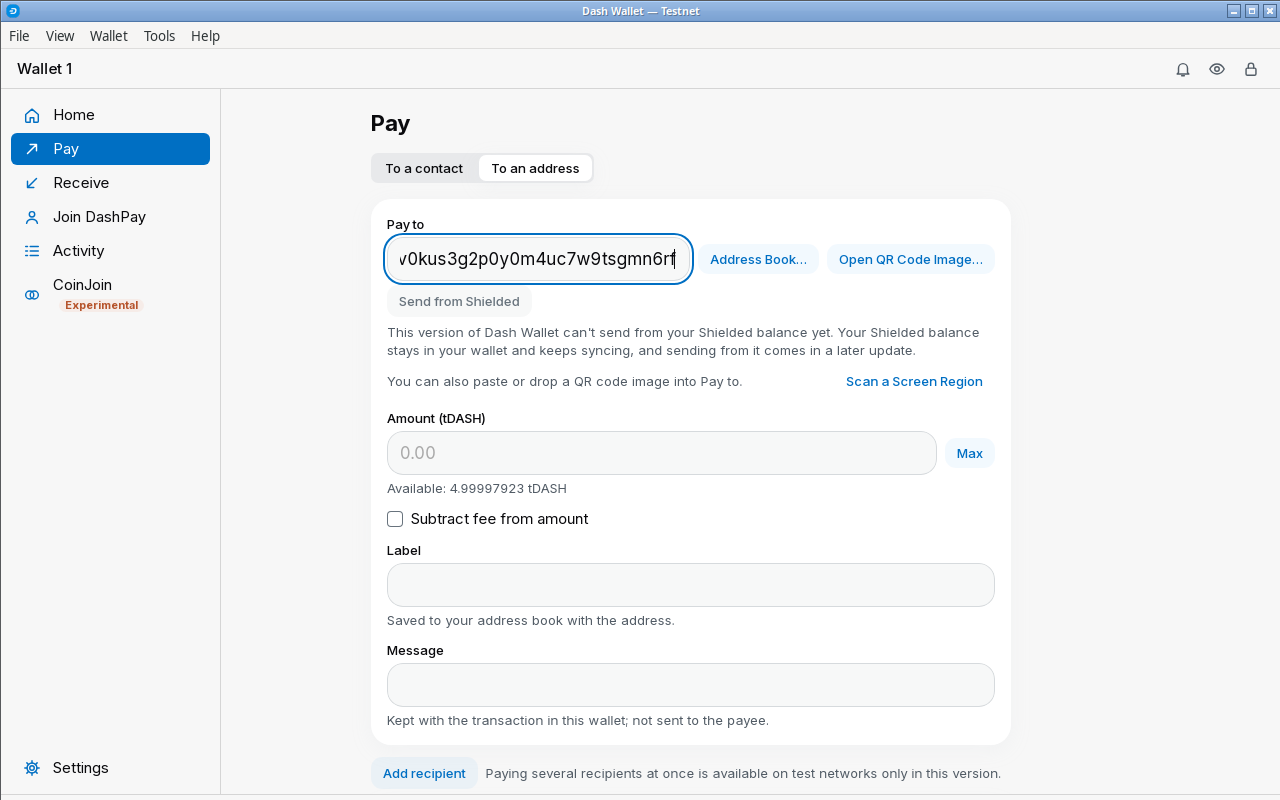 Dash Wallet — Testnet
File View Wallet Tools Help
Wallet 1
Home
Pay
Receive
Join DashPay
Activity
CoinJoin
Experimental
Settings
Pay
To a contact To an address
Pay to
v0kus3g2p0y0m4uc7w9tsgmn6rf Address Book… Open QR Code Image…
Send from Shielded
This version of Dash Wallet can't send from your Shielded balance yet. Your Shielded balance
stays in your wallet and keeps syncing, and sending from it comes in a later update.
You can also paste or drop a QR code image into Pay to. Scan a Screen Region
Amount (tDASH)
0.00 Max
Available: 4.99997923 tDASH
Subtract fee from amount
Label
Saved to your address book with the address.
Message
Kept with the transaction in this wallet; not sent to the payee.
Add recipient Paying several recipients at once is available on test networks only in this version.